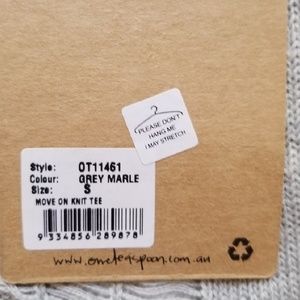 PLEASE DON'T
HANG ME
I MAY STRETCH
Style: OT11461
Colour: GREY MARLE
Size: S
MOVE ON KNIT TEE
9 334856 289878
www.oneteaspoon.com.au